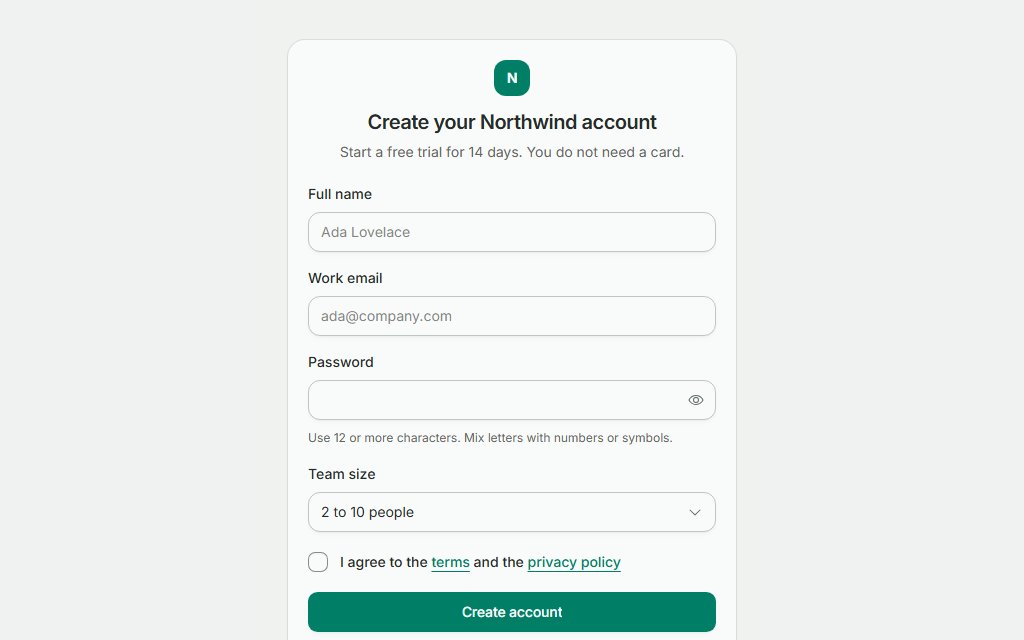 N
Create your Northwind account
Start a free trial for 14 days. You do not need a card.
Full name
Ada Lovelace
Work email
ada@company.com
Password
Use 12 or more characters. Mix letters with numbers or symbols.
Team size
2 to 10 people
I agree to the terms and the privacy policy
Create account